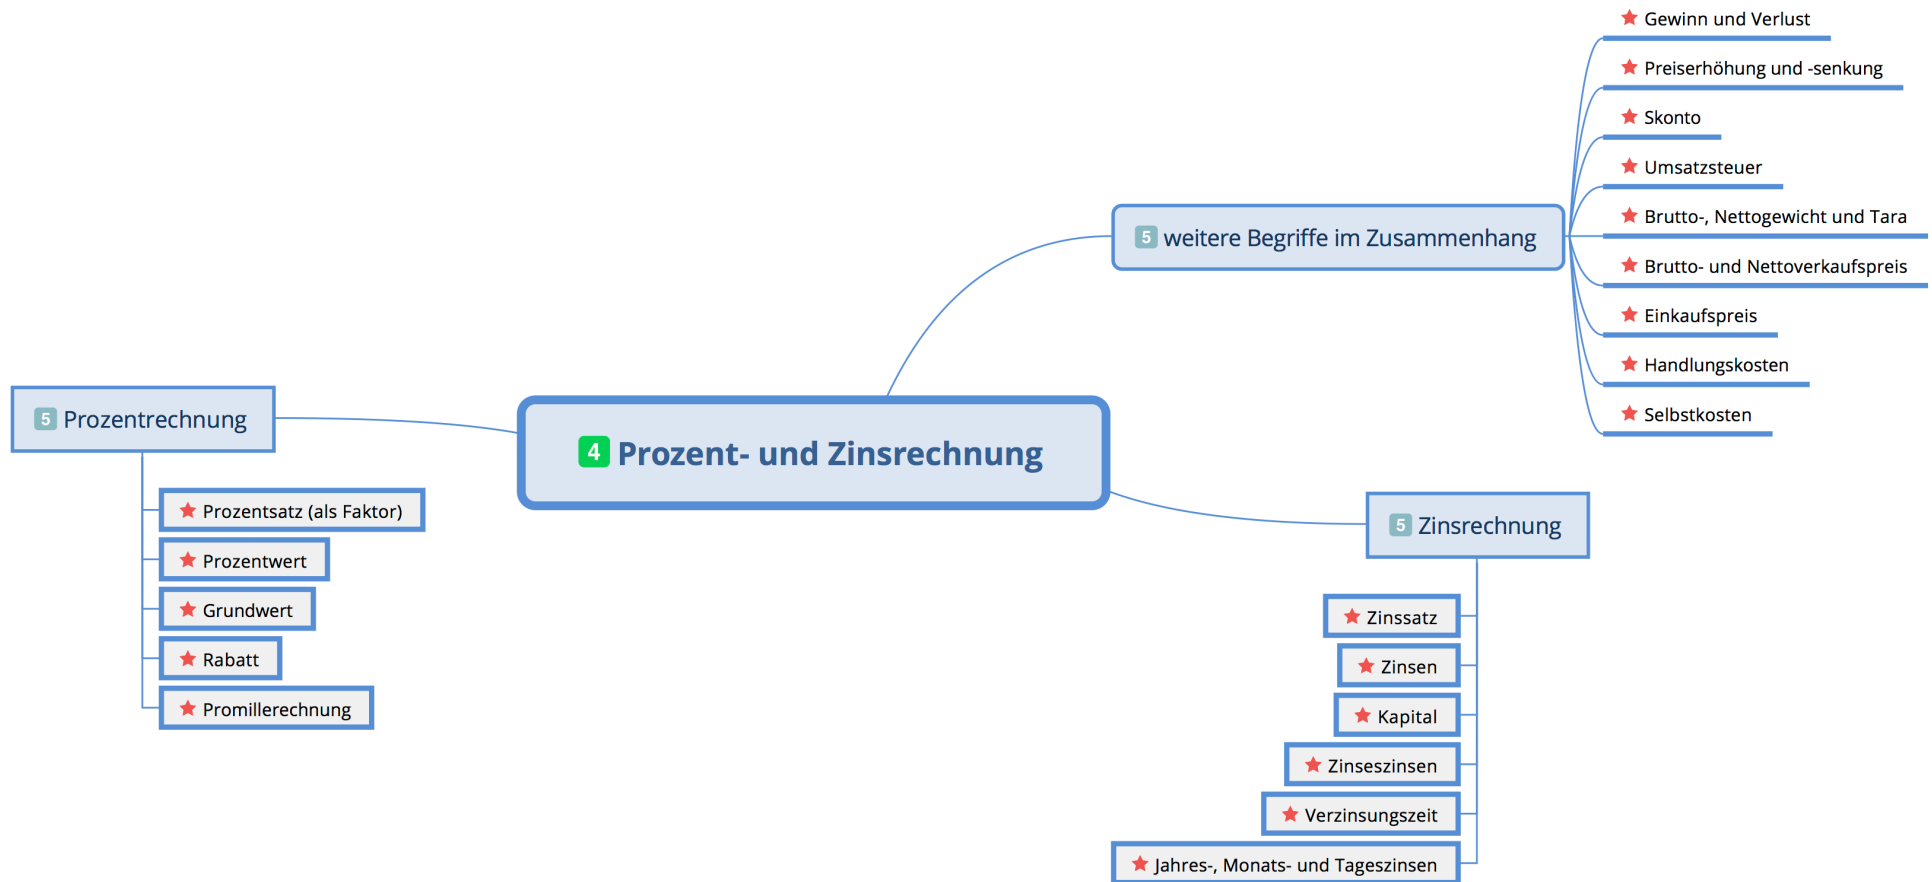 4 Prozent- und Zinsrechnung
5 weitere Begriffe im Zusammenhang
Gewinn und Verlust
Preiserhöhung und -senkung
Skonto
Umsatzsteuer
Brutto-, Nettogewicht und Tara
Brutto- und Nettoverkaufspreis
Einkaufspreis
Handlungskosten
Selbstkosten
5 Prozentrechnung
Prozentsatz (als Faktor)
Prozentwert
Grundwert
Rabatt
Promillerechnung
5 Zinsrechnung
Zinssatz
Zinsen
Kapital
Zinseszinsen
Verzinsungszeit
Jahres-, Monats- und Tageszinsen